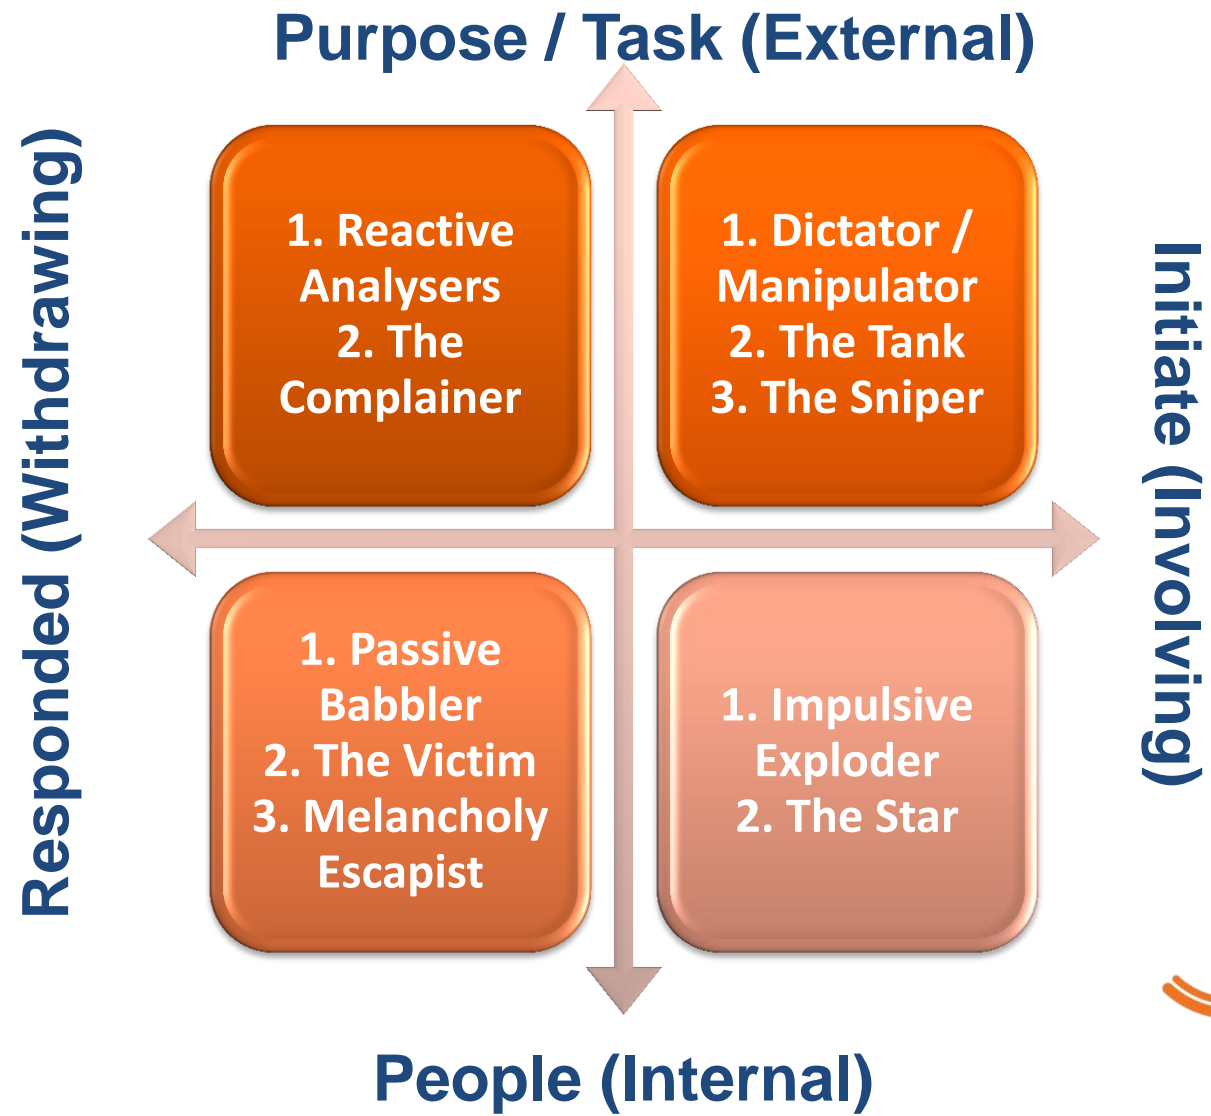 Purpose / Task (External)
Responded (Withdrawing)
1. Reactive
Analysers
2. The
Complainer
1. Dictator /
Manipulator
2. The Tank
3. The Sniper
Initiate (Involving)
1. Passive
Babbler
2. The Victim
3. Melancholy
Escapist
1. Impulsive
Exploder
2. The Star
People (Internal)